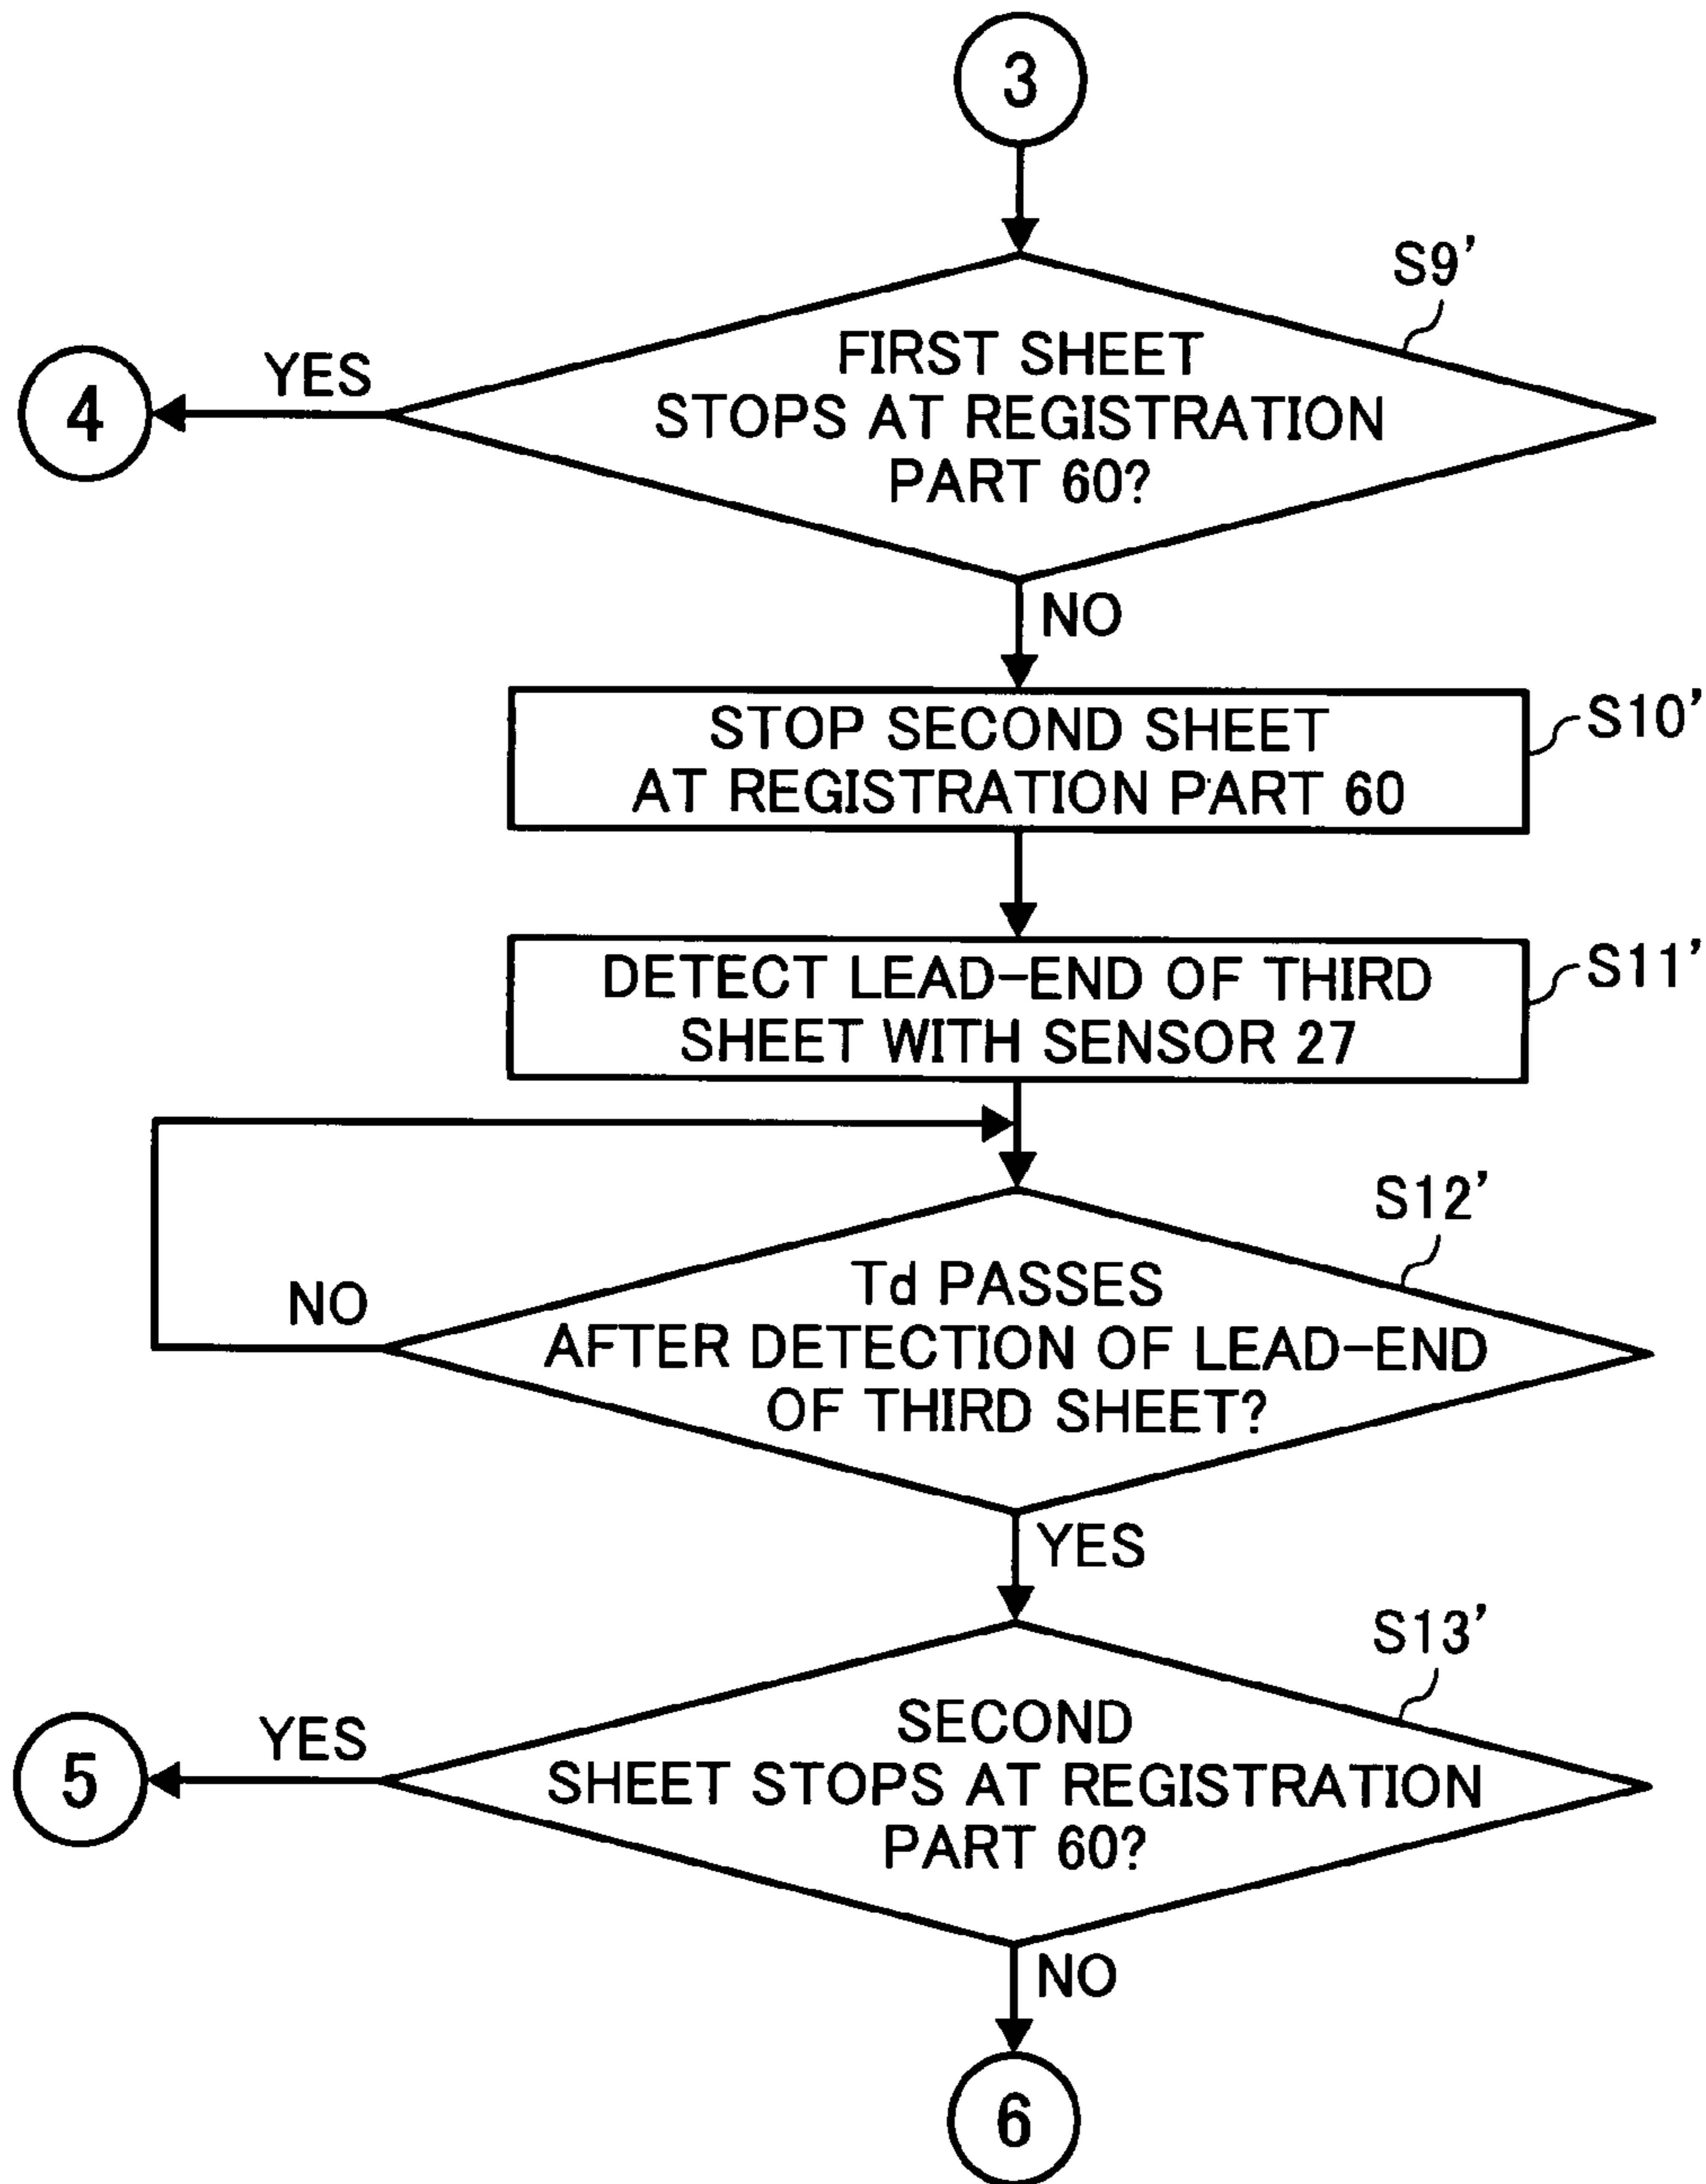 3
S9'
FIRST SHEET
STOPS AT REGISTRATION
PART 60?
YES
4
NO
STOP SECOND SHEET
AT REGISTRATION PART 60
S10'
DETECT LEAD-END OF THIRD
SHEET WITH SENSOR 27
S11'
S12'
Td PASSES
AFTER DETECTION OF LEAD-END
OF THIRD SHEET?
NO
YES
S13'
SECOND
SHEET STOPS AT REGISTRATION
PART 60?
YES
5
NO
6